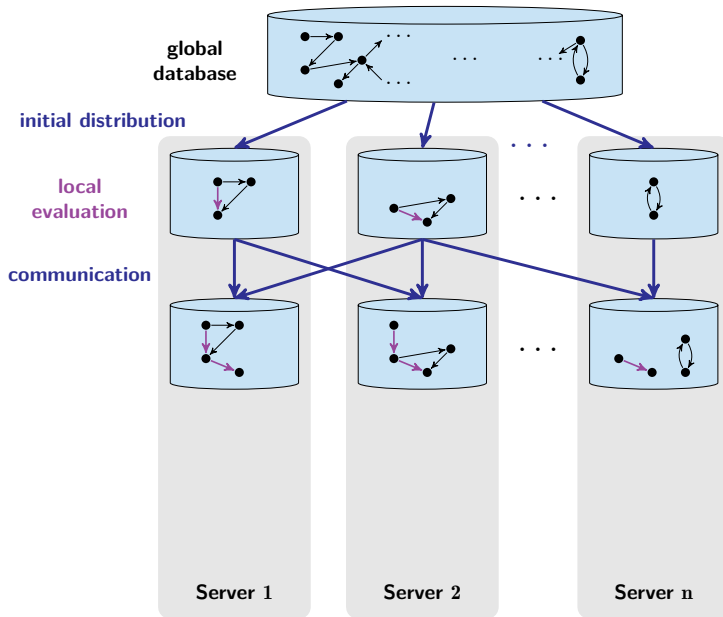 global
database
· · ·
· · ·
· · ·
· · ·
initial distribution
· · ·
local
evaluation
· · ·
communication
· · ·
Server 1
Server 2
Server n